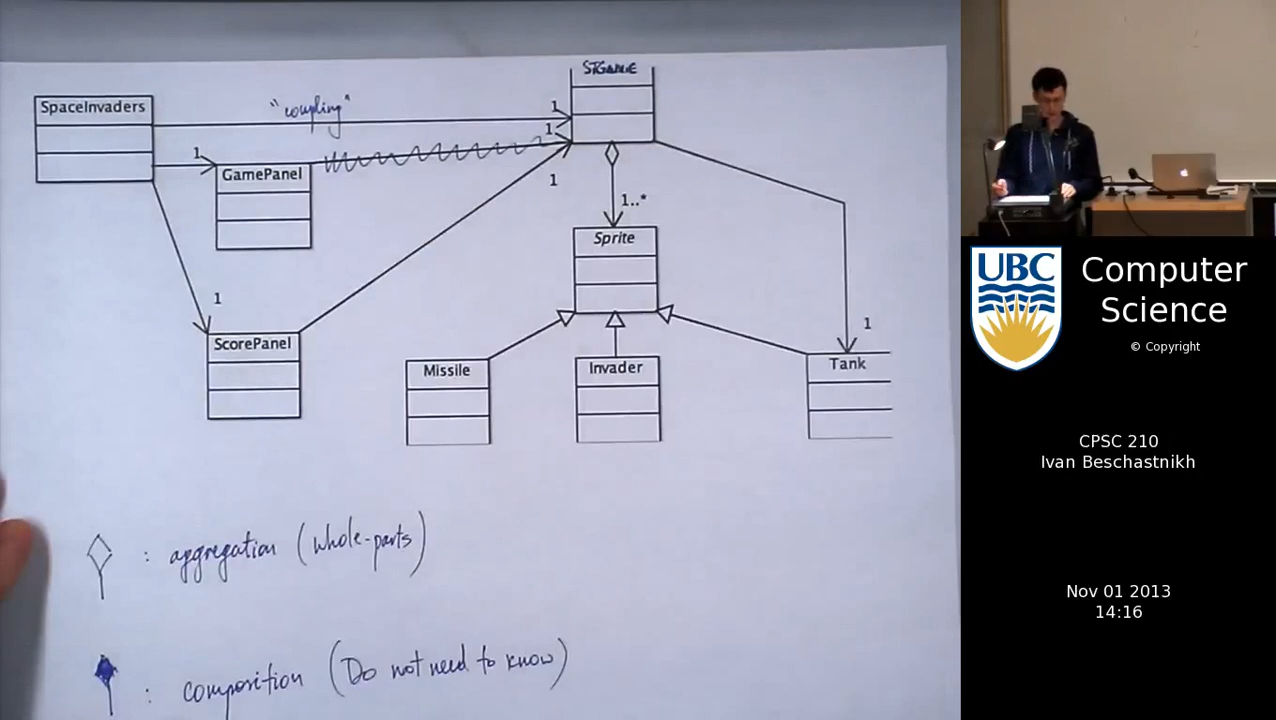 SIGame
SpaceInvaders
"coupling"
1
1
1
GamePanel
1
1..*
Sprite
1
1
ScorePanel
Missile
Invader
Tank
: aggregation (whole-parts)
: composition (Do not need to know)
UBC
Computer
Science
© Copyright
CPSC 210
Ivan Beschastnikh
Nov 01 2013
14:16